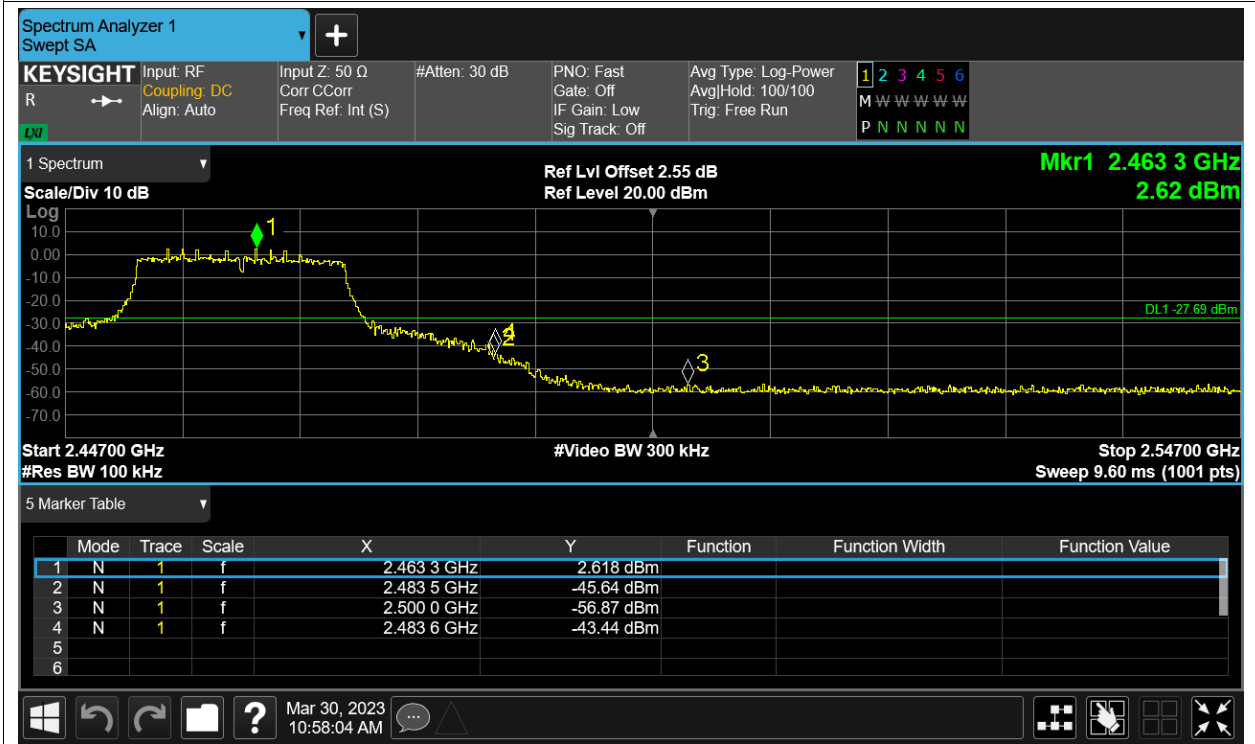 Spectrum Analyzer 1
Swept SA
KEYSIGHT
R
LXI
Input: RF
Coupling: DC
Align: Auto
Input Z: 50 Ω
Corr CCorr
Freq Ref: Int (S)
#Atten: 30 dB
PNO: Fast
Gate: Off
IF Gain: Low
Sig Track: Off
Avg Type: Log-Power
Avg|Hold: 100/100
Trig: Free Run
1 2 3 4 5 6
M W W W W W
P N N N N N
1 Spectrum
Scale/Div 10 dB
Ref Lvl Offset 2.55 dB
Ref Level 20.00 dBm
Mkr1 2.463 3 GHz
2.62 dBm
Log
10.0
0.00
-10.0
-20.0
-30.0
-40.0
-50.0
-60.0
-70.0
1
DL1 -27.69 dBm
2
3
Start 2.44700 GHz
#Video BW 300 kHz
Stop 2.54700 GHz
#Res BW 100 kHz
Sweep 9.60 ms (1001 pts)
5 Marker Table
Mode Trace Scale X Y Function Function Width Function Value
1 N 1 f 2.463 3 GHz 2.618 dBm
2 N 1 f 2.483 5 GHz -45.64 dBm
3 N 1 f 2.500 0 GHz -56.87 dBm
4 N 1 f 2.483 6 GHz -43.44 dBm
5
6
?
Mar 30, 2023
10:58:04 AM